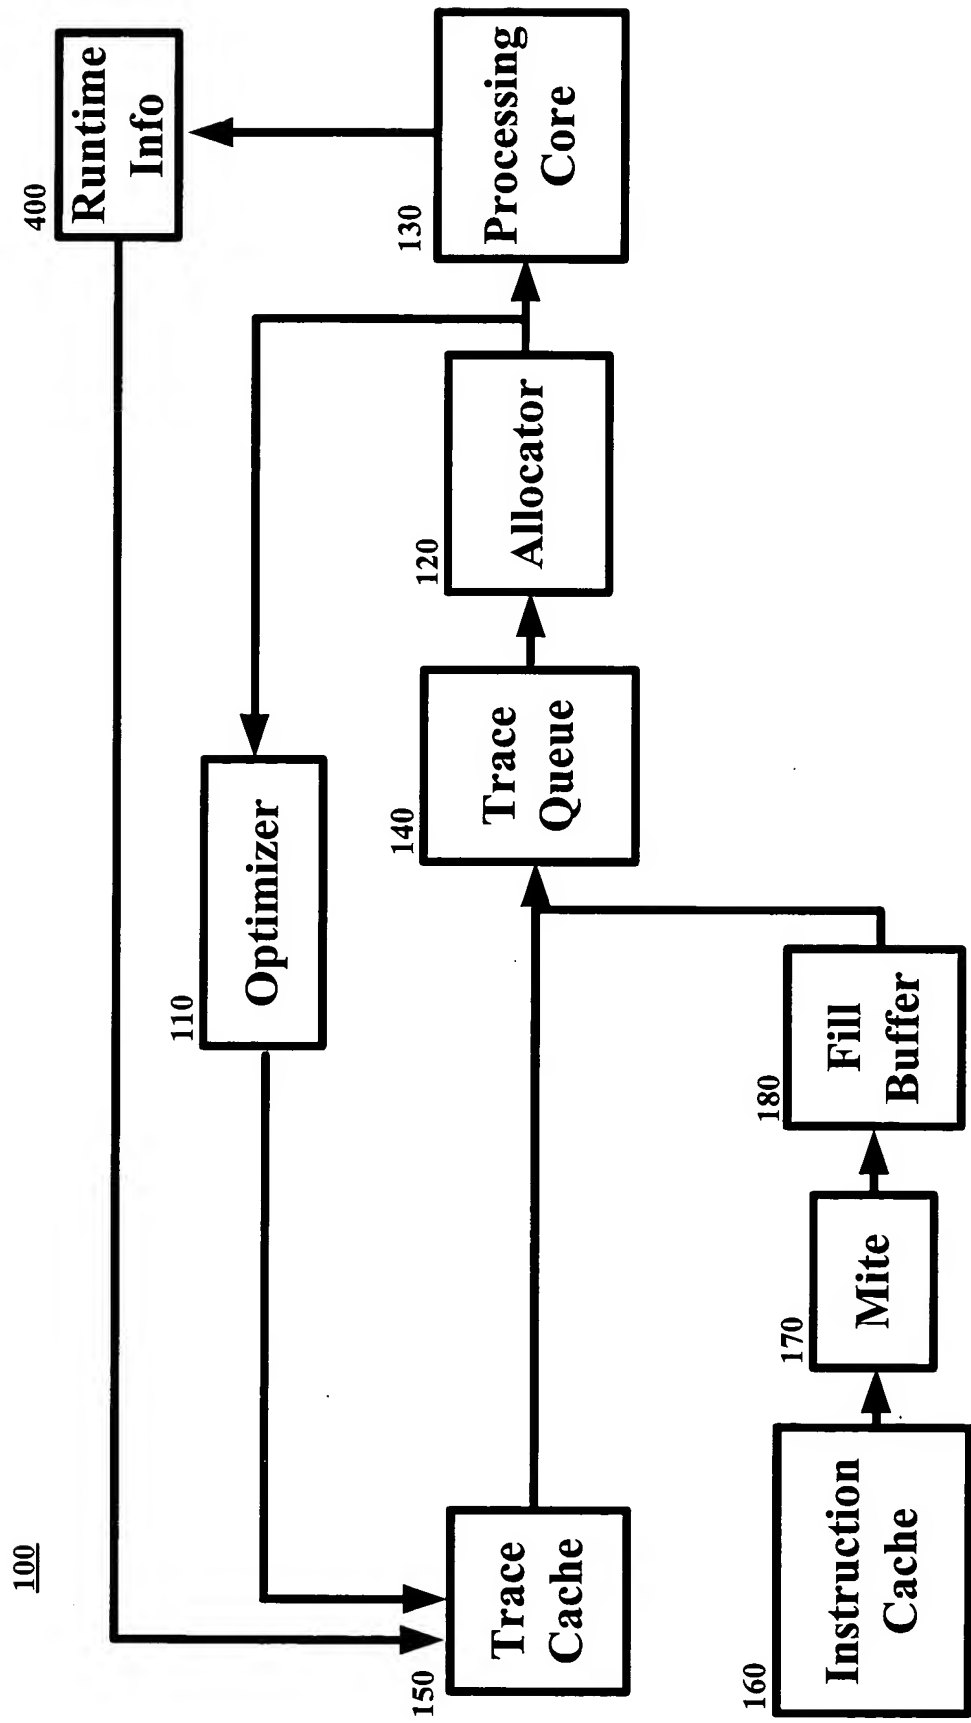 100
400
Runtime
Info
110
Optimizer
150
Trace
Cache
140
Trace
Queue
120
Allocator
130
Processing
Core
160
Instruction
Cache
170
Mite
180
Fill
Buffer